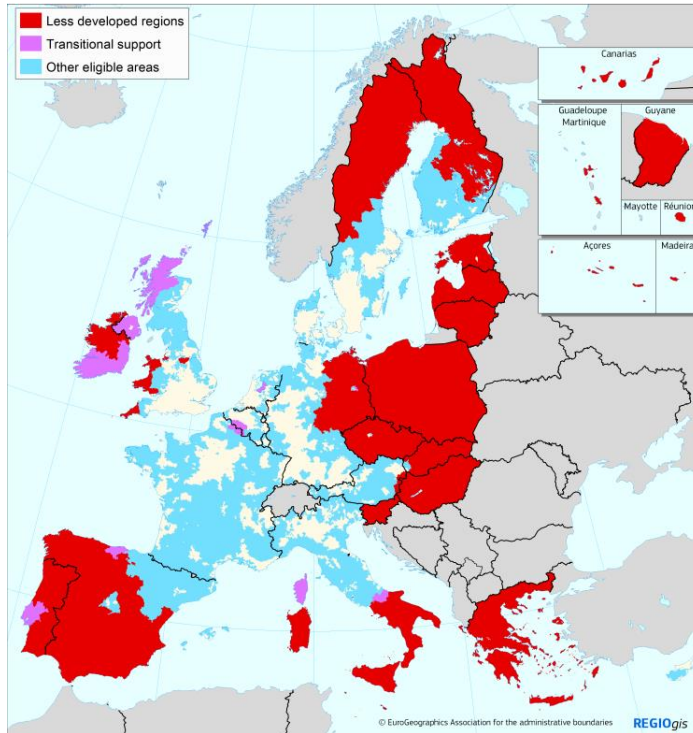 Less developed regions
Transitional support
Other eligible areas
Canarias
Guadeloupe
Martinique
Guyane
Mayotte
Réunion
Açores
Madeira
© EuroGeographics Association for the administrative boundaries
REGIOgis